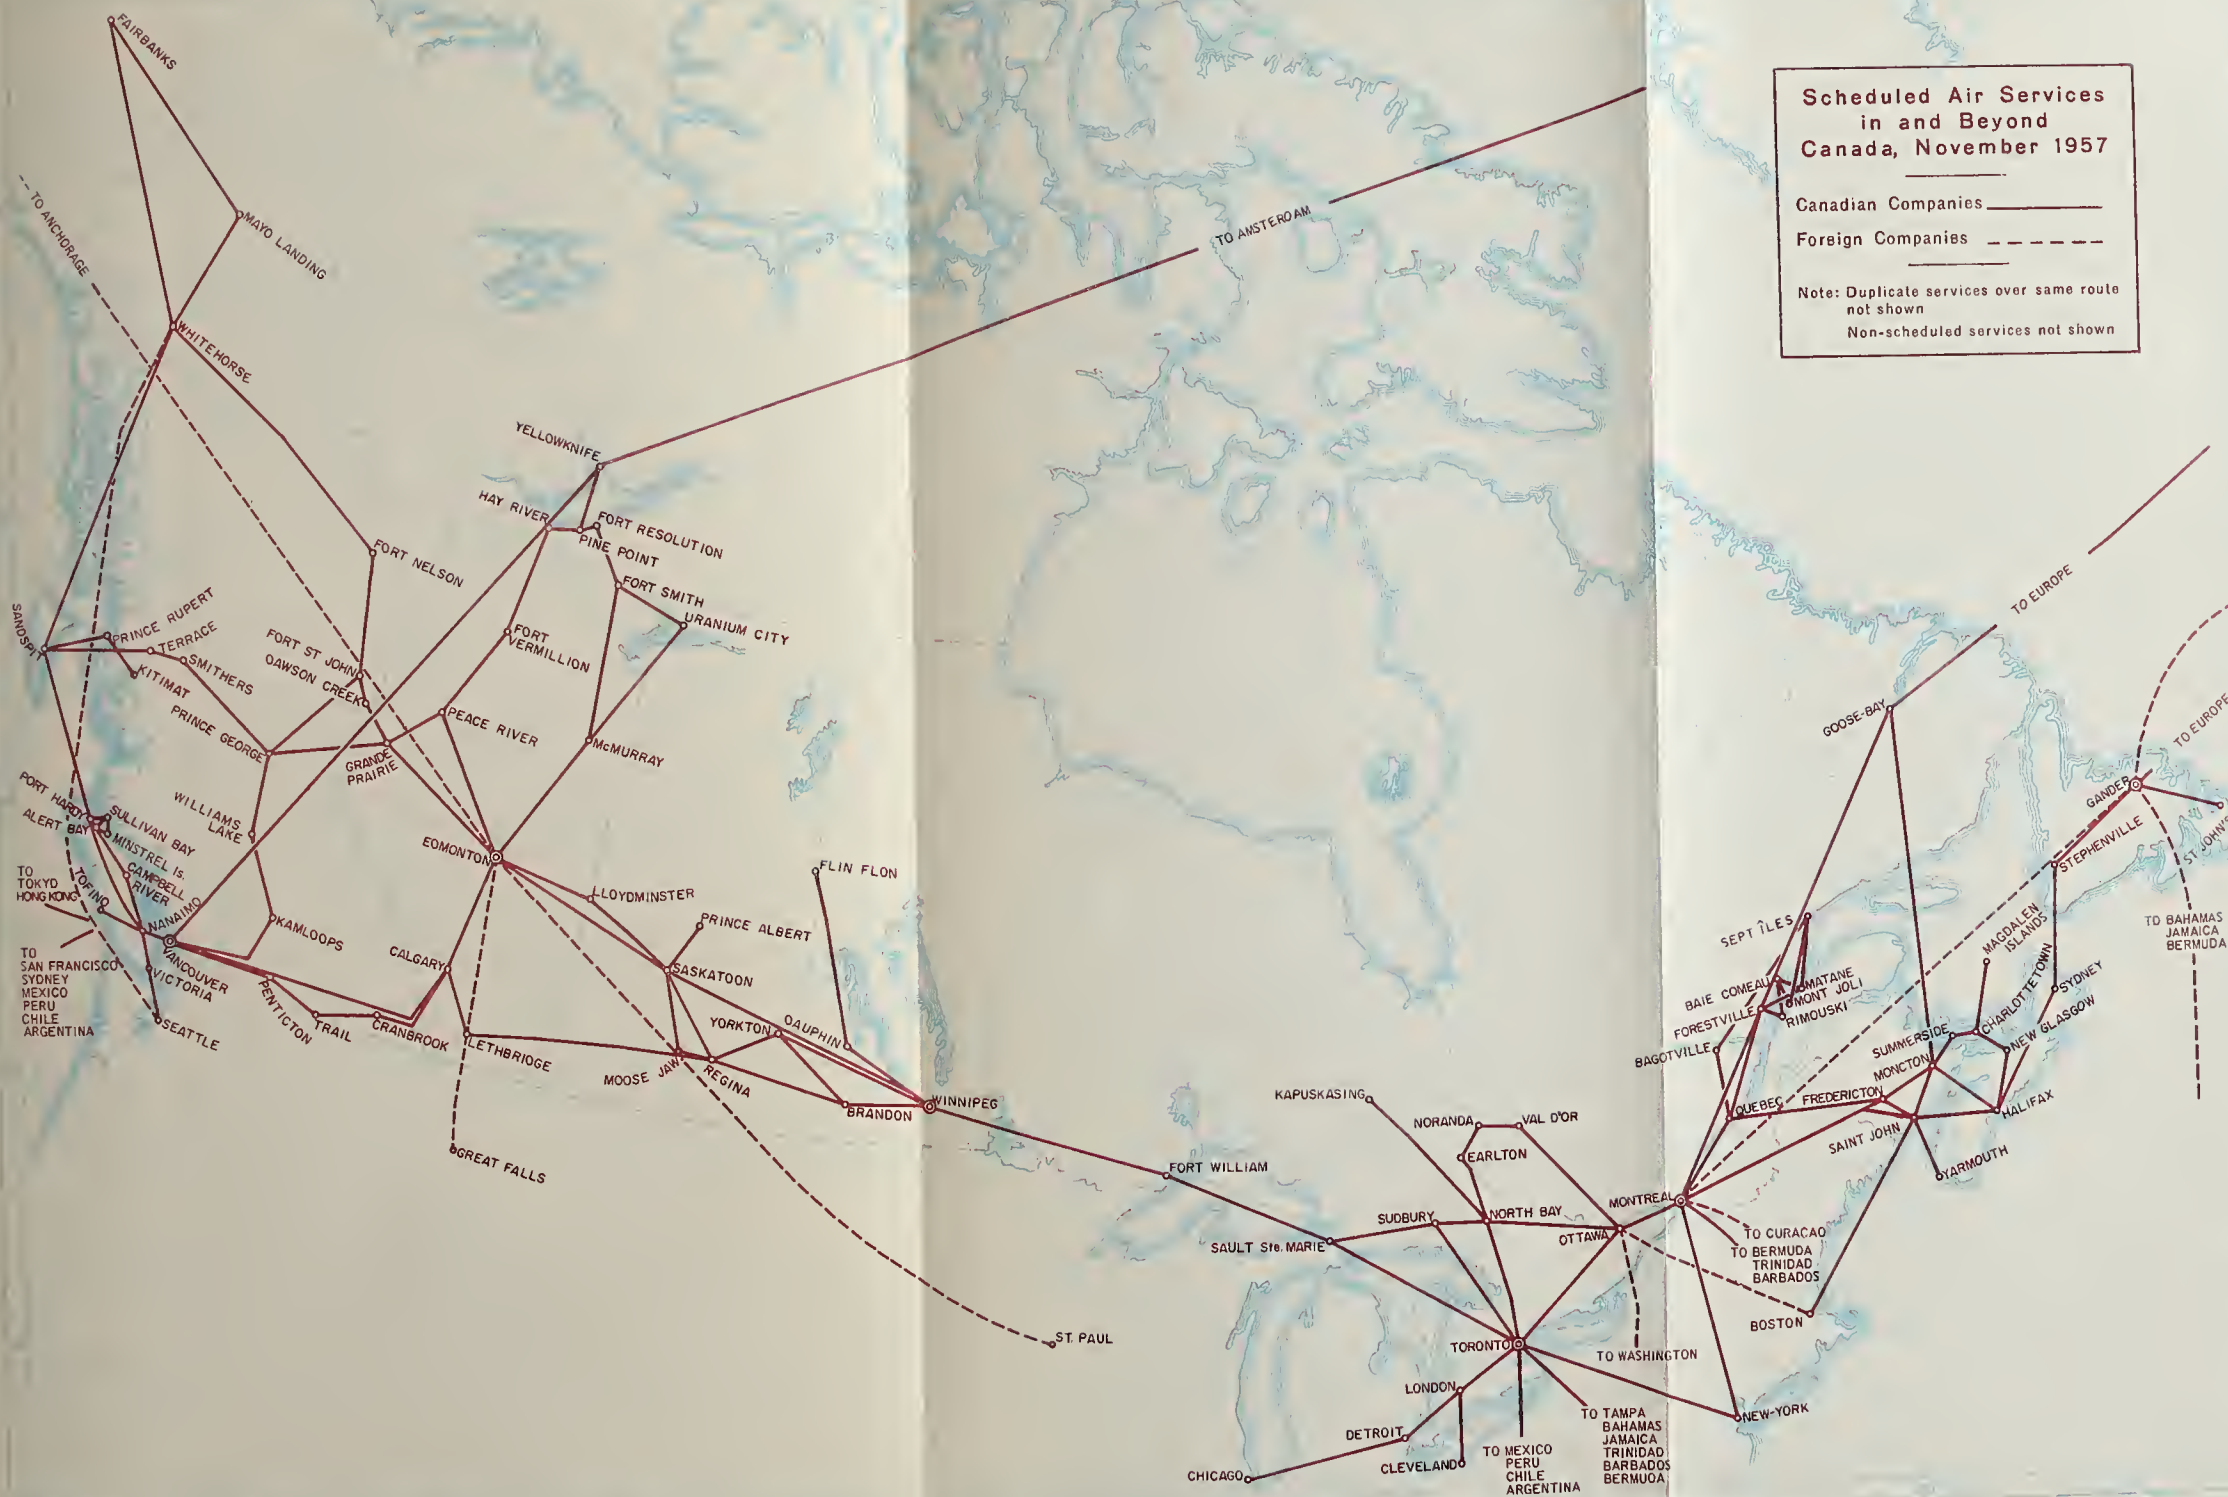 Scheduled Air Services
in and Beyond
Canada, November 1957
Canadian Companies
Foreign Companies
Note: Duplicate services over same route
not shown
Non-scheduled services not shown
FAIRBANKS
TO ANCHORAGE
MAYO LANDING
WHITEHORSE
TO AMSTERDAM
YELLOWKNIFE
HAY RIVER
FORT RESOLUTION
PINE POINT
FORT NELSON
FORT SMITH
URANIUM CITY
SANDSPIT
PRINCE RUPERT
TERRACE
SMITHERS
KITIMAT
FORT ST JOHN
DAWSON CREEK
FORT
VERMILLION
PRINCE GEORGE
PEACE RIVER
GRANDE
PRAIRIE
McMURRAY
PORT HARDY
ALERT BAY
SULLIVAN BAY
MINSTREL Is.
CAMPBELL
RIVER
WILLIAMS
LAKE
EDMONTON
TO
TOKYO
HONG KONG
TOFINO
NANAIMO
KAMLOOPS
CALGARY
LLOYDMINSTER
PRINCE ALBERT
FLIN FLON
SASKATOON
TO
SAN FRANCISCO
SYDNEY
MEXICO
PERU
CHILE
ARGENTINA
VANCOUVER
VICTORIA
SEATTLE
PENTICTON
TRAIL
CRANBROOK
LETHBRIDGE
YORKTON
DAUPHIN
MOOSE JAW
REGINA
BRANDON
WINNIPEG
GREAT FALLS
ST. PAUL
FORT WILLIAM
SAULT Ste. MARIE
KAPUSKASING
NORANDA
VAL D'OR
EARLTON
SUDBURY
NORTH BAY
OTTAWA
MONTREAL
TORONTO
LONDON
DETROIT
CHICAGO
CLEVELAND
TO MEXICO
PERU
CHILE
ARGENTINA
TO TAMPA
BAHAMAS
JAMAICA
TRINIDAD
BARBADOS
BERMUDA
TO WASHINGTON
TO CURACAO
TO BERMUDA
TRINIDAD
BARBADOS
BOSTON
NEW-YORK
TO EUROPE
GOOSE-BAY
TO EUROPE
GANDER
STEPHENVILLE
ST JOHN'S
TO BAHAMAS
JAMAICA
BERMUDA
SEPT ÎLES
BAIE COMEAU
MATANE
MONT JOLI
FORESTVILLE
RIMOUSKI
BAGOTVILLE
QUEBEC
MAGDALEN
ISLANDS
CHARLOTTETOWN
SYDNEY
NEW GLASGOW
SUMMERSIDE
MONCTON
FREDERICTON
HALIFAX
SAINT JOHN
YARMOUTH